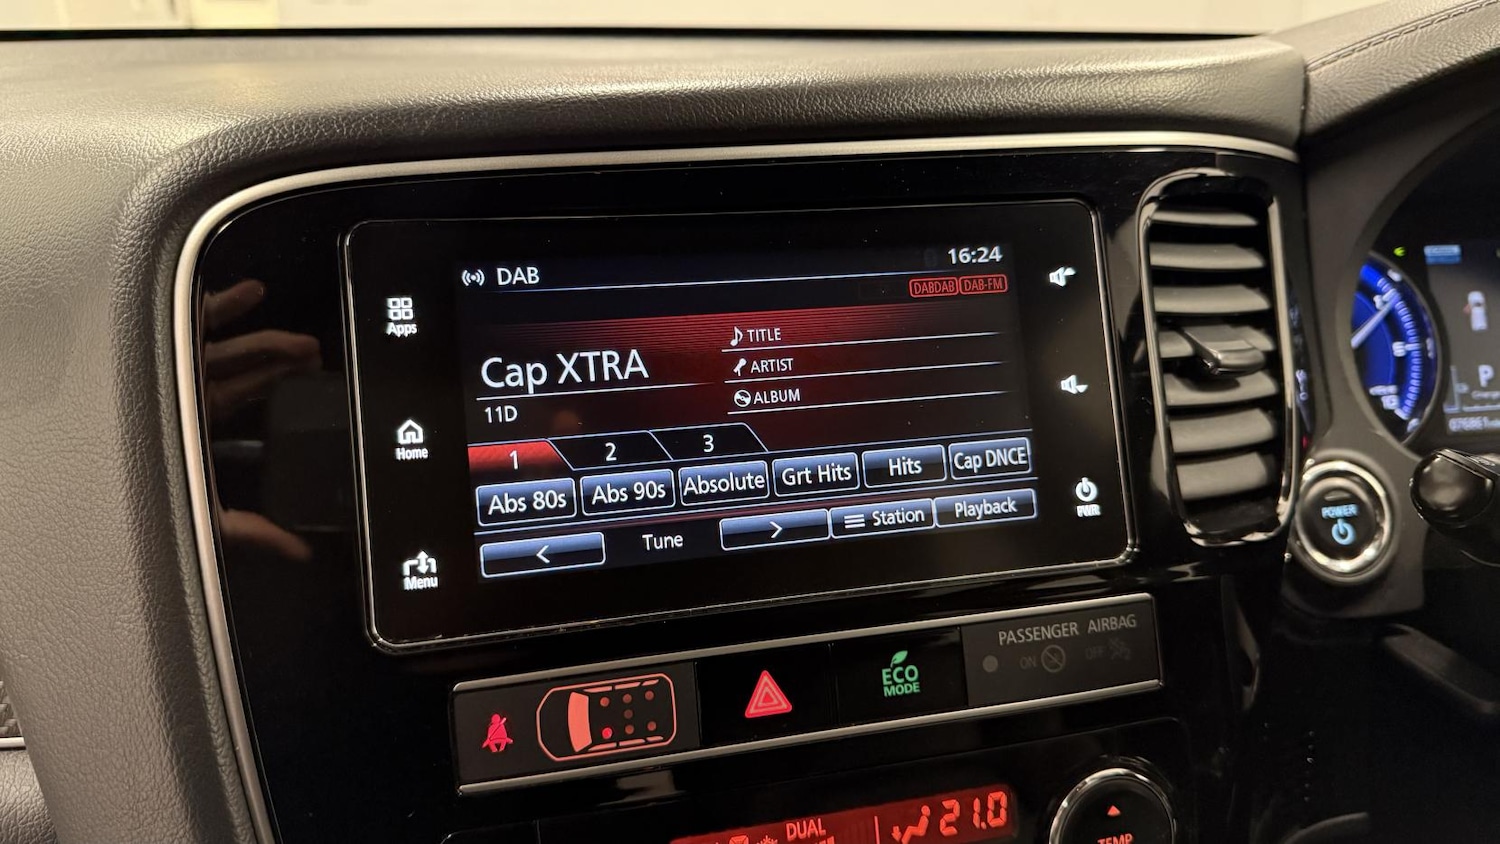 DAB
16:24
DABDAB DAB-FM
Apps
TITLE
Cap XTRA
ARTIST
11D
ALBUM
Home
1 2 3
Abs 80s Abs 90s Absolute Grt Hits Hits Cap DNCE
< Tune > Station Playback
Menu
PWR
POWER
P
PASSENGER AIRBAG
ON OFF
ECO
MODE
DUAL
21.0
TEMP